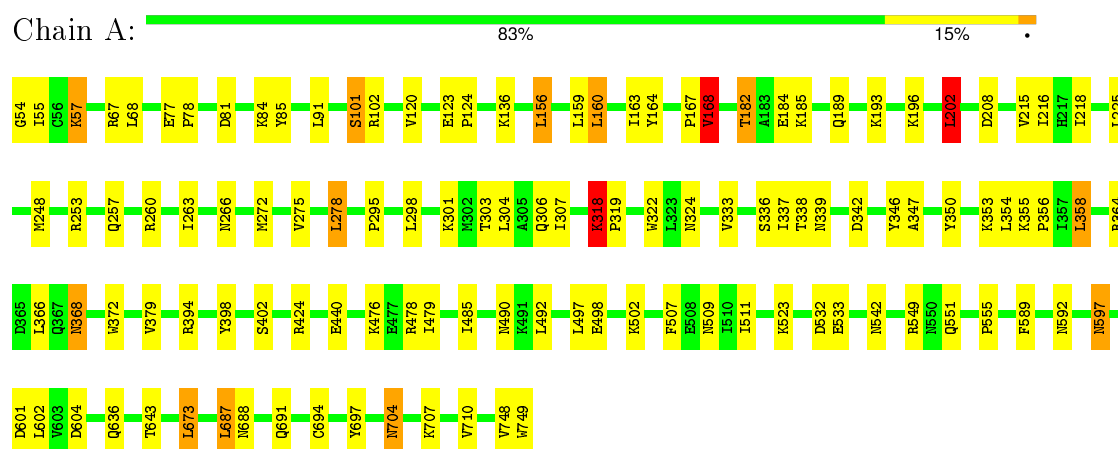 Chain A:
83% 15% •
G54 I55 C56 K57 R67 L68 E77 P78 D81 K84 Y85 L91 S101 R102 V120 E123 P124 K136 L156 L159 L160 I163 Y164 P167 V168 T182 A183 E184 K185 Q189 K193 K196 L202 D208 V215 I216 H217 I218
M248 R253 Q257 R260 I263 N266 M272 V275 L278 P295 L298 K301 M302 T303 L304 A305 Q306 I307 K318 P319 W322 L323 N324 V333 S336 I337 T338 N339 D342 Y346 A347 Y350 K353 L354 K355 P356 I357 L358
D365 L366 Q367 N368 W372 V379 R394 Y398 S402 R424 E440 K476 E477 R478 I479 I485 N490 K491 L492 L497 E498 K502 F507 E508 N509 I510 I511 K523 D532 E533 N542 R549 N550 Q551 P555 F589 N592 N597
D601 L602 V603 D604 Q636 T643 L673 L687 N688 Q691 C694 Y697 N704 K707 V710 V748 W749